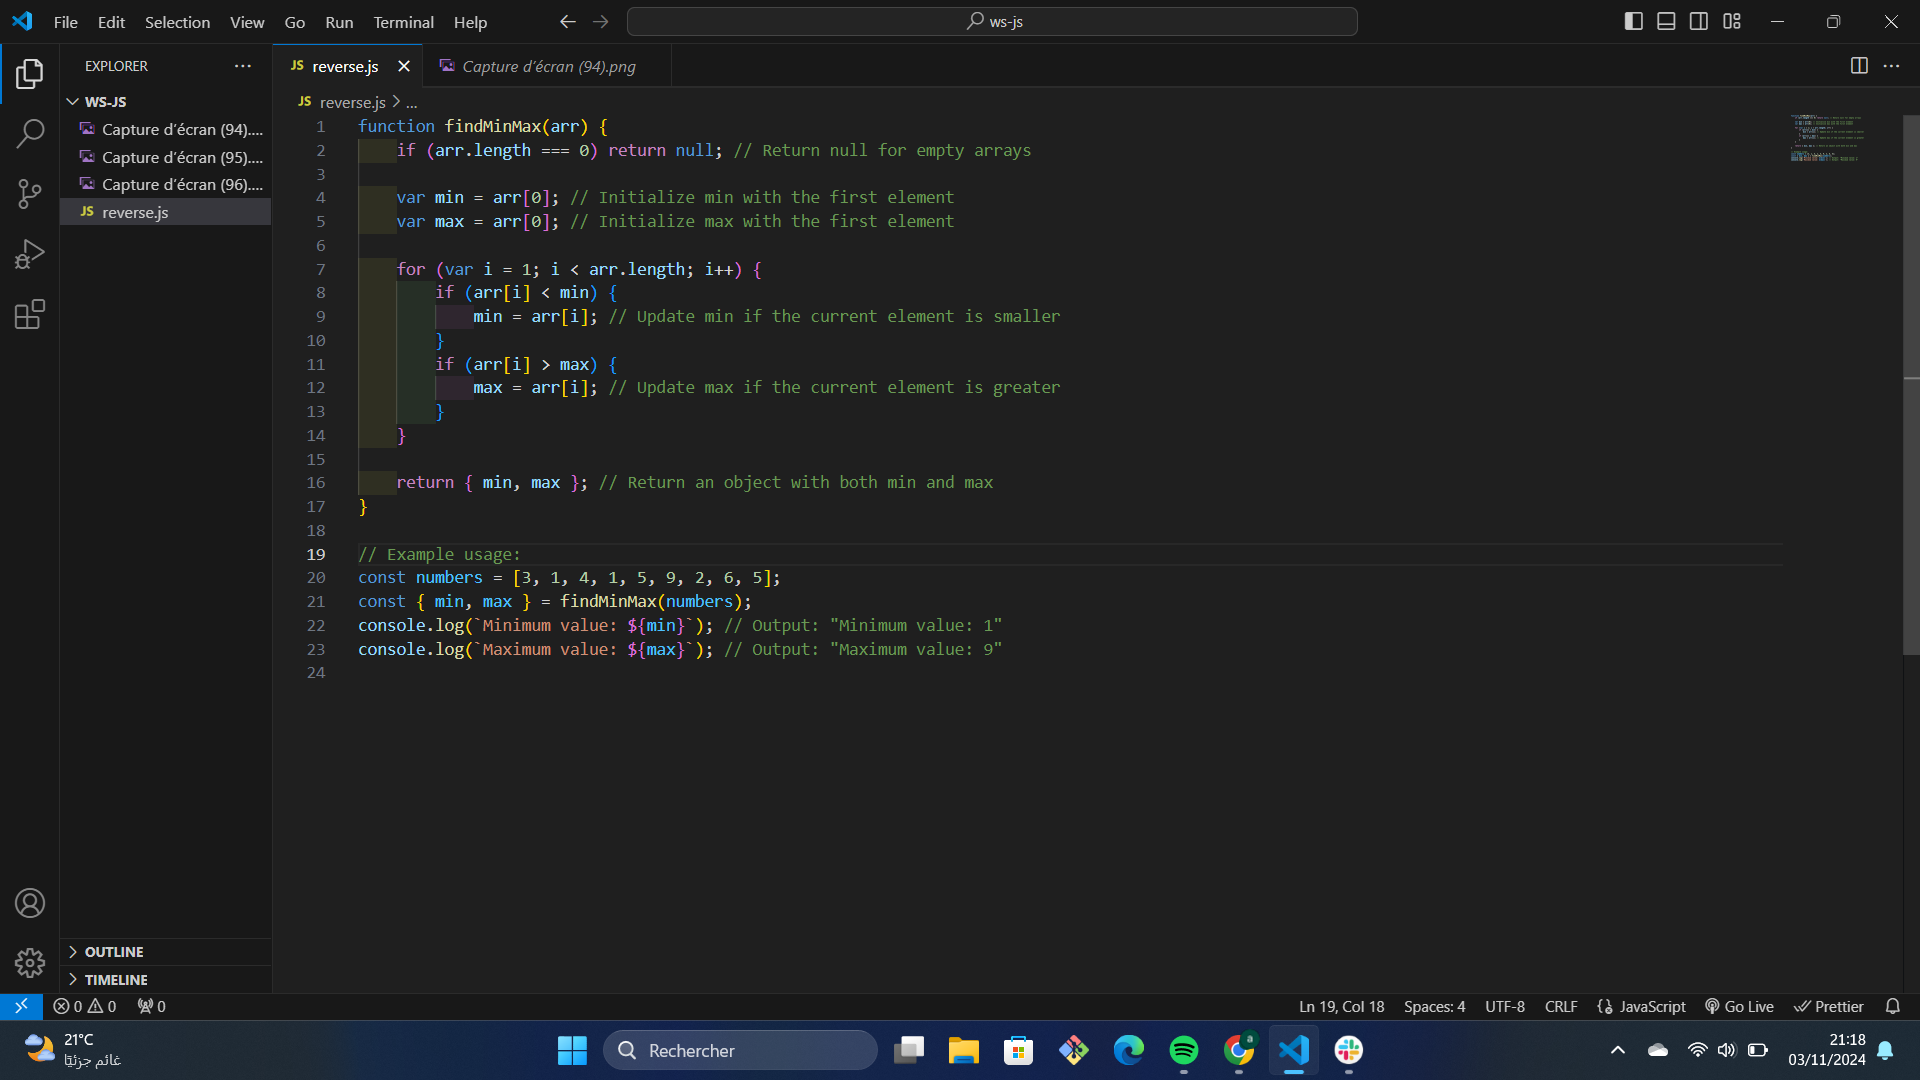 File Edit Selection View Go Run Terminal Help
ws-js
EXPLORER
WS-JS
Capture d'écran (94)....
Capture d'écran (95)....
Capture d'écran (96)....
JS reverse.js
OUTLINE
TIMELINE
JS reverse.js
Capture d'écran (94).png
JS reverse.js > ...
1 function findMinMax(arr) {
2     if (arr.length === 0) return null; // Return null for empty arrays
3
4     var min = arr[0]; // Initialize min with the first element
5     var max = arr[0]; // Initialize max with the first element
6
7     for (var i = 1; i < arr.length; i++) {
8         if (arr[i] < min) {
9             min = arr[i]; // Update min if the current element is smaller
10         }
11         if (arr[i] > max) {
12             max = arr[i]; // Update max if the current element is greater
13         }
14     }
15
16     return { min, max }; // Return an object with both min and max
17 }
18
19 // Example usage:
20 const numbers = [3, 1, 4, 1, 5, 9, 2, 6, 5];
21 const { min, max } = findMinMax(numbers);
22 console.log(`Minimum value: ${min}`); // Output: "Minimum value: 1"
23 console.log(`Maximum value: ${max}`); // Output: "Maximum value: 9"
24
0 0 0
Ln 19, Col 18 Spaces: 4 UTF-8 CRLF {} JavaScript Go Live Prettier
21°C
غائم جزئيًا
Rechercher
a
21:18
03/11/2024